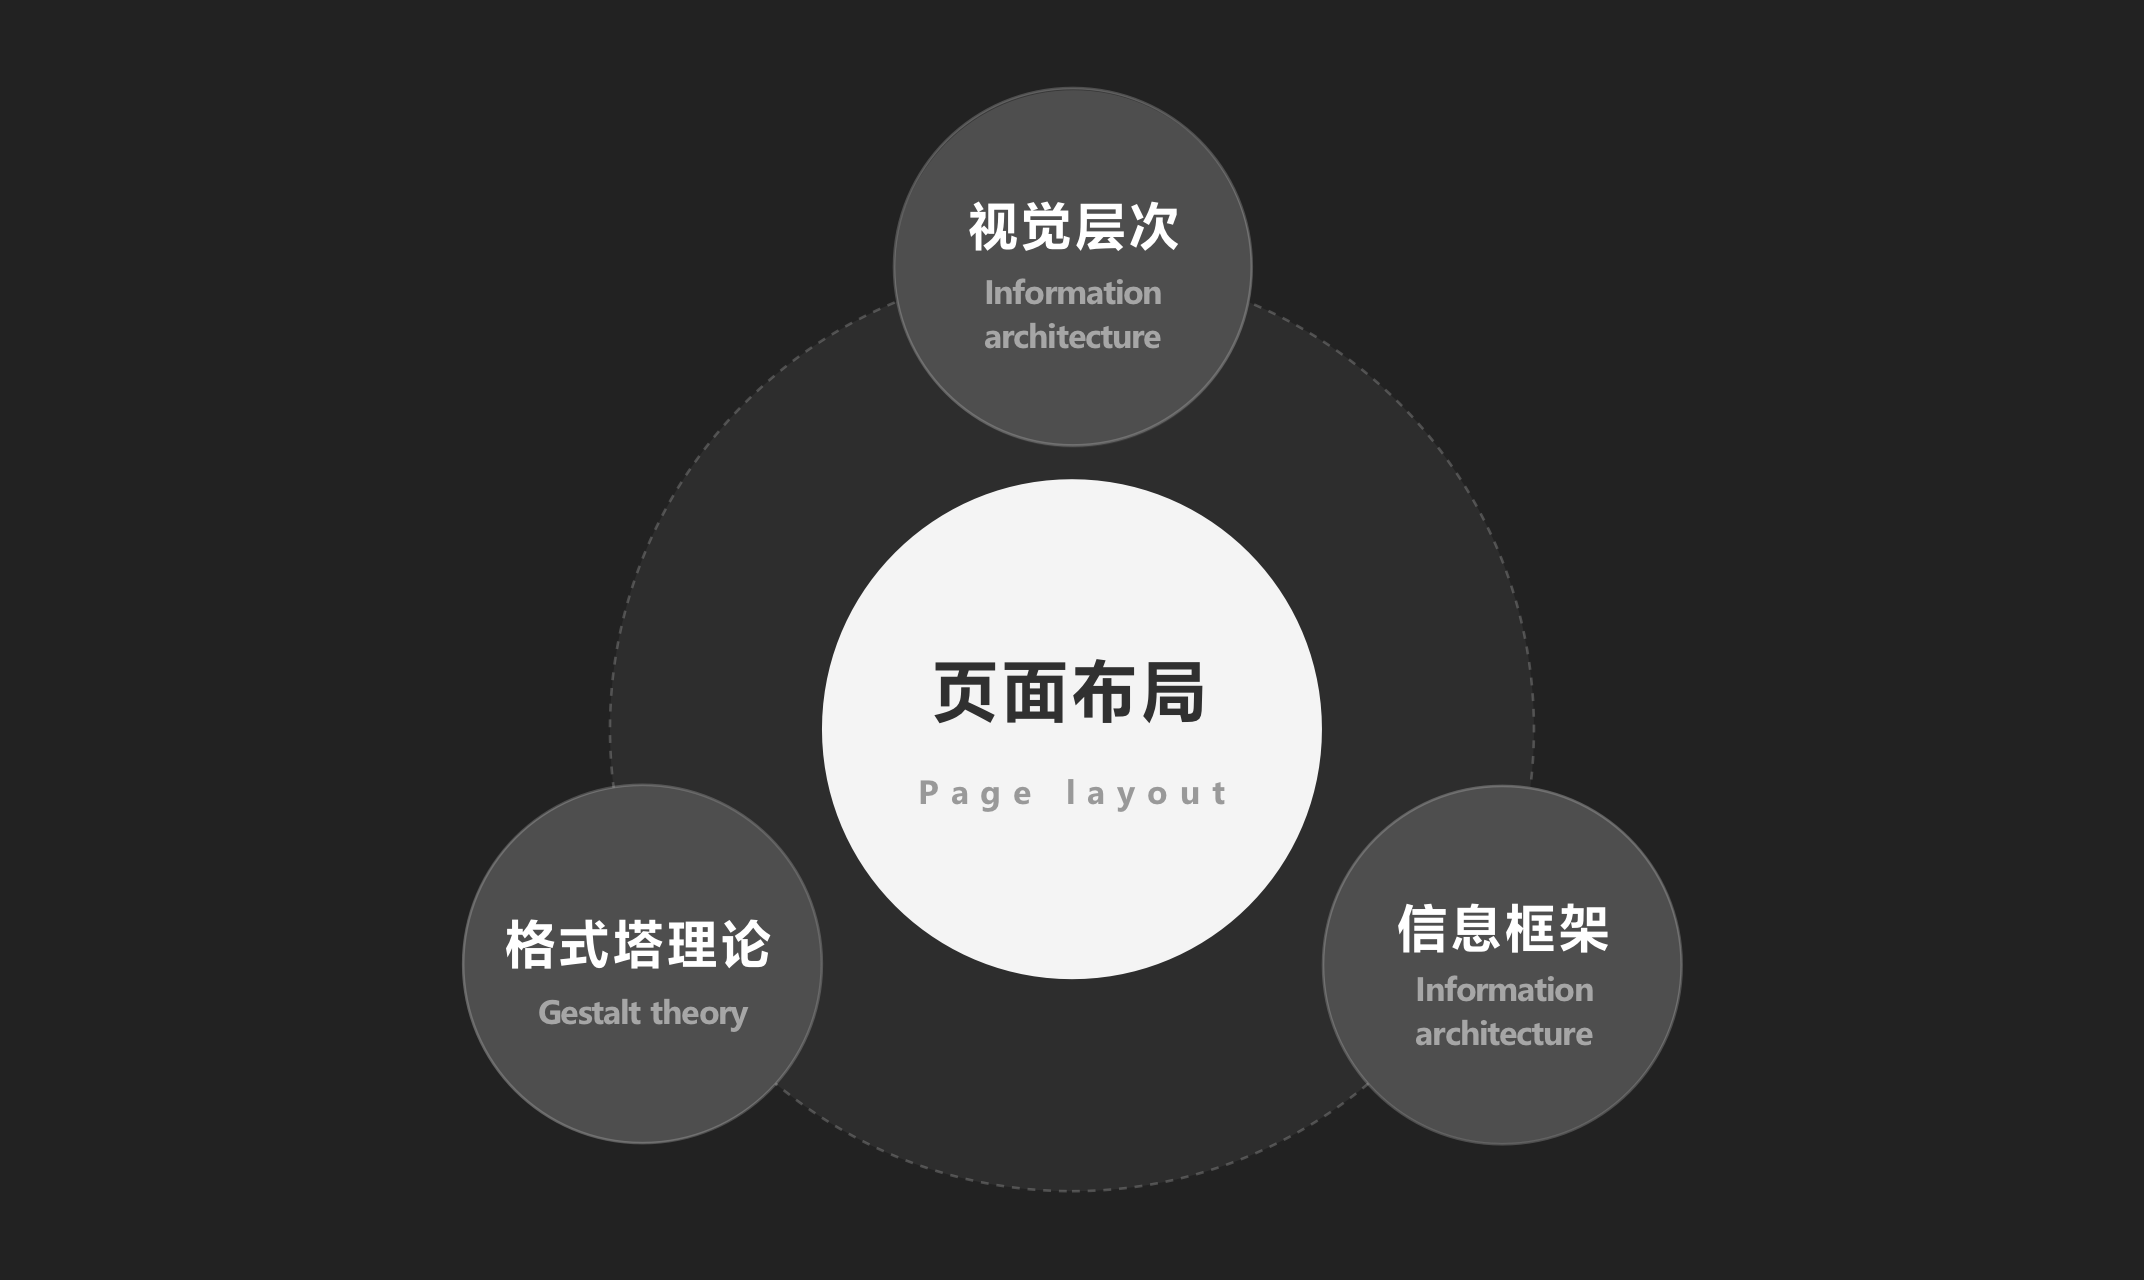 视觉层次
Information
architecture
页面布局
Page layout
格式塔理论
Gestalt theory
信息框架
Information
architecture